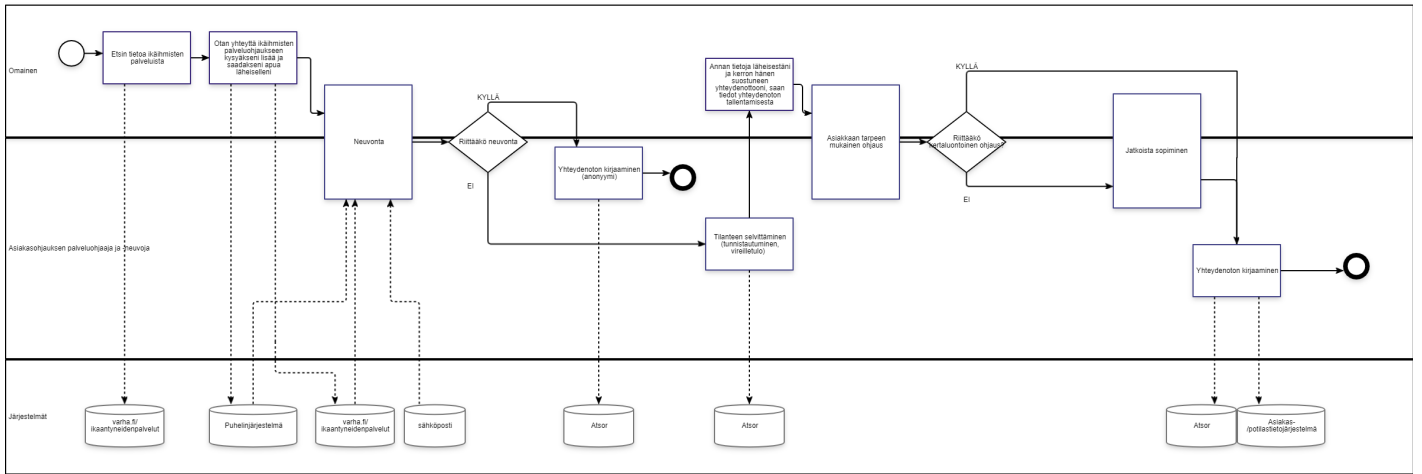 Omainen
Etsin tietoa ikäihmisten
palveluista
Otan yhteyttä ikäihmisten
palveluohjaukseen
kysyäkseni lisää ja
saadakseni apua
läheiselleni
Neuvonta
KYLLÄ
Riittääkö neuvonta
EI
Yhteydenoton kirjaaminen
(anonyymi)
Annan tietoja läheisestäni
ja kerron hänen
suostuneen
yhteydenottooni, saan
tiedot yhteydenoton
tallentamisesta
Asiakkaan tarpeen
mukainen ohjaus
KYLLÄ
Riittääkö
kertaluontoinen ohjaus?
EI
Jatkoista sopiminen
Asiakasohjauksen palveluohjaaja ja -neuvoja
Tilanteen selvittäminen
(tunnistautuminen,
vireilletulo)
Yhteydenoton kirjaaminen
Järjestelmät
varha.fi/
ikaantyneidenpalvelut
Puhelinjärjestelmä
varha.fi/
ikaantyneidenpalvelut
sähköposti
Atsor
Atsor
Atsor
Asiakas-
/potilastietojärjestelmä